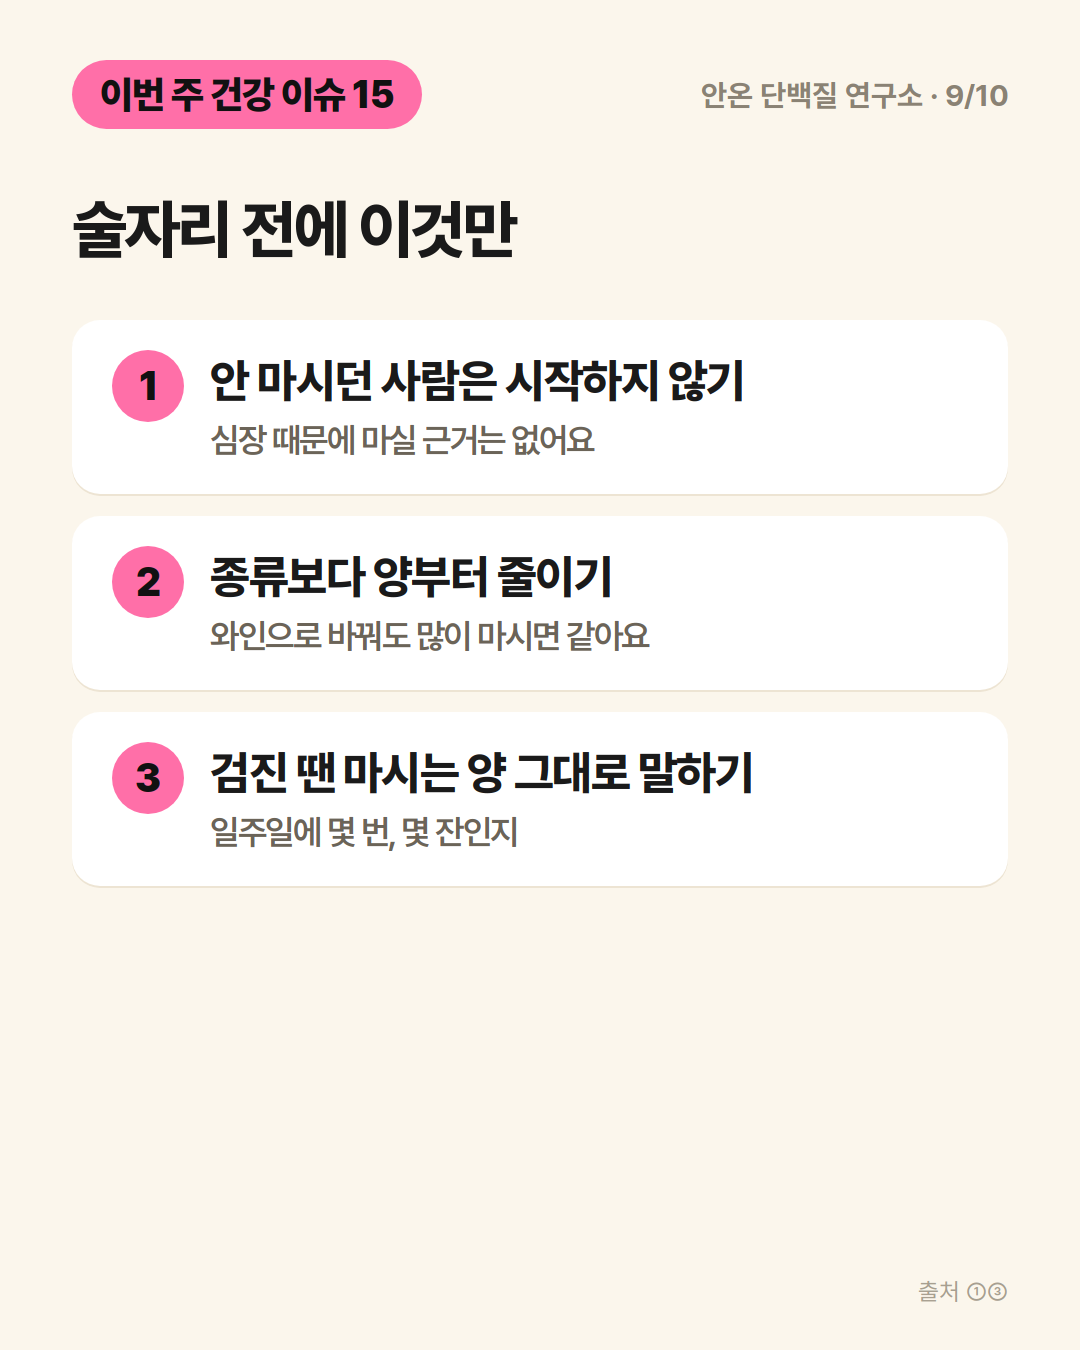 이번 주 건강 이슈 15
안온 단백질 연구소 · 9/10
술자리 전에 이것만
1
안 마시던 사람은 시작하지 않기
심장 때문에 마실 근거는 없어요
2
종류보다 양부터 줄이기
와인으로 바꿔도 많이 마시면 같아요
3
검진 땐 마시는 양 그대로 말하기
일주일에 몇 번, 몇 잔인지
출처 ①③